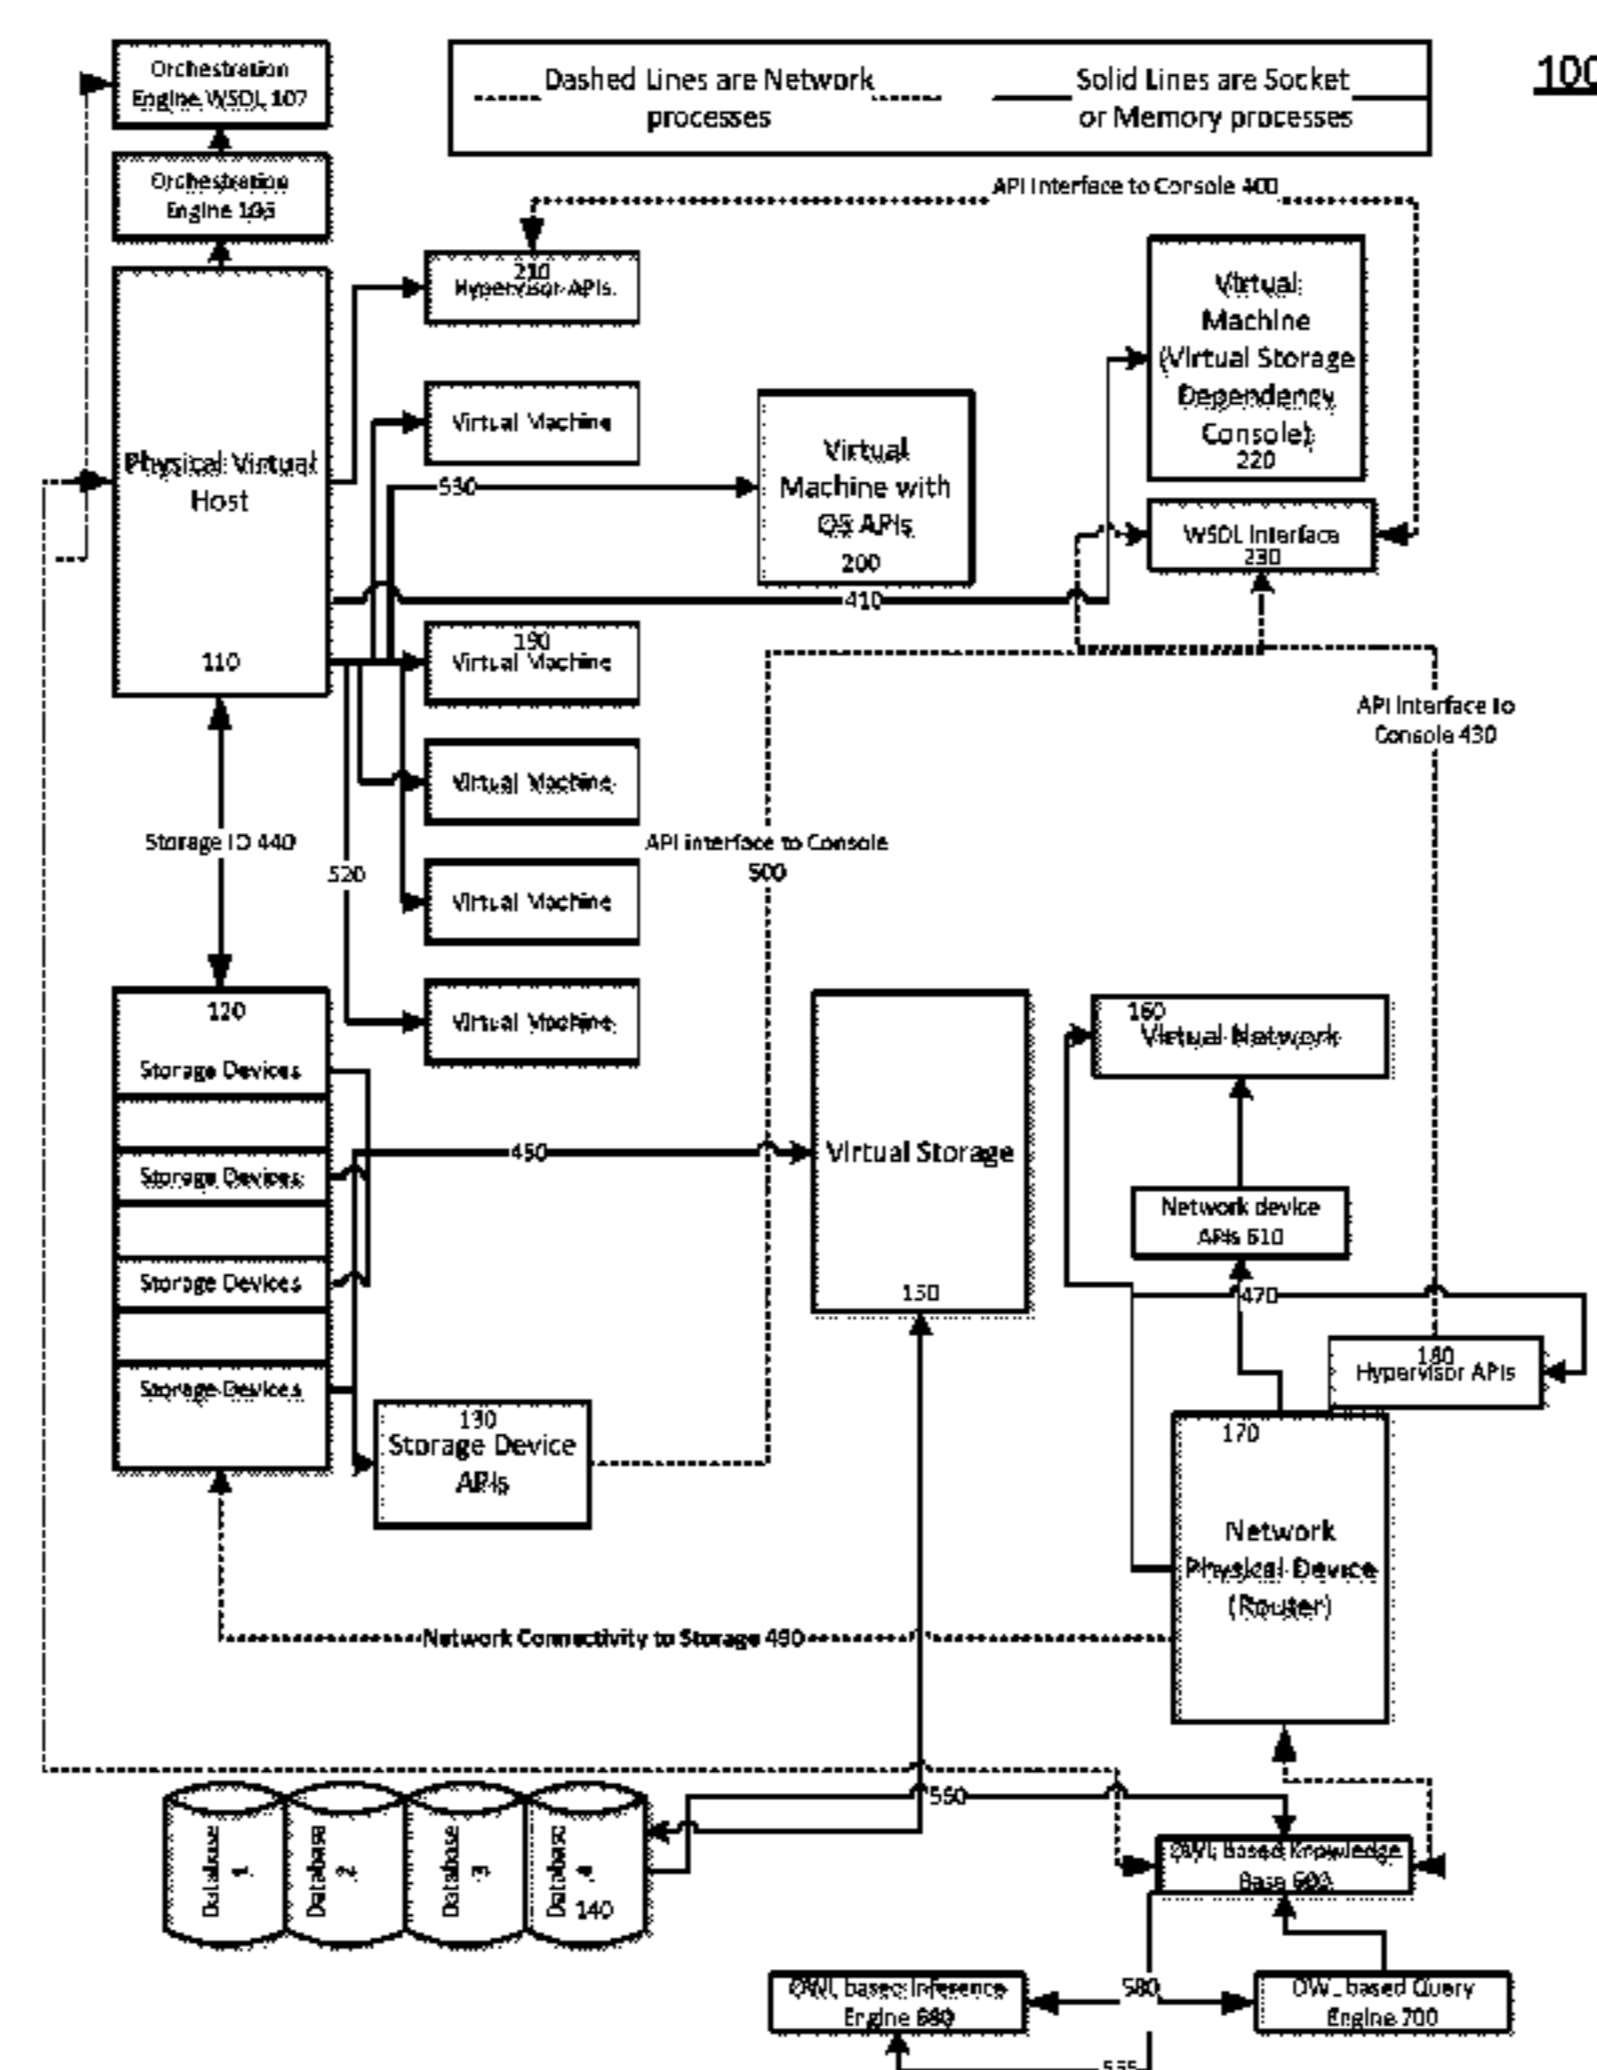 100
Orchestration
Engine WSDL 107
Dashed Lines are Network
processes
Solid Lines are Socket
or Memory processes
Orchestration
Engine 105
API Interface to Console 400
210
Hypervisor APIs
Virtual
Machine
(Virtual Storage
Dependency
Console)
220
Virtual Machine
Physical Virtual
Host
110
530
Virtual
Machine with
OS APIs
200
WSDL Interface
230
410
190
Virtual Machine
API Interface to
Console 430
Virtual Machine
Storage IO 440
520
API interface to Console
500
Virtual Machine
Virtual Machine
120
Storage Devices
Storage Devices
Storage Devices
Storage Devices
450
Virtual Storage
150
160
Virtual Network
Network device
APIs 610
470
180
Hypervisor APIs
130
Storage Device
APIs
170
Network
Physical Device
(Router)
Network Connectivity to Storage 490
Database
1
Database
2
Database
3
Database
4
140
560
OWL based Knowledge
Base 600
OWL based Inference
Engine 680
580
OWL based Query
Engine 700